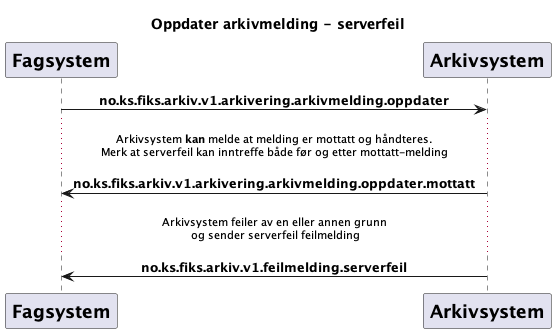 Oppdater arkivmelding - serverfeil
Fagsystem
Arkivsystem
no.ks.fiks.arkiv.v1.arkivering.arkivmelding.oppdater
Arkivsystem kan melde at melding er mottatt og håndteres.
Merk at serverfeil kan inntreffe både før og etter mottatt-melding
no.ks.fiks.arkiv.v1.arkivering.arkivmelding.oppdater.mottatt
Arkivsystem feiler av en eller annen grunn
og sender serverfeil feilmelding
no.ks.fiks.arkiv.v1.feilmelding.serverfeil
Fagsystem
Arkivsystem